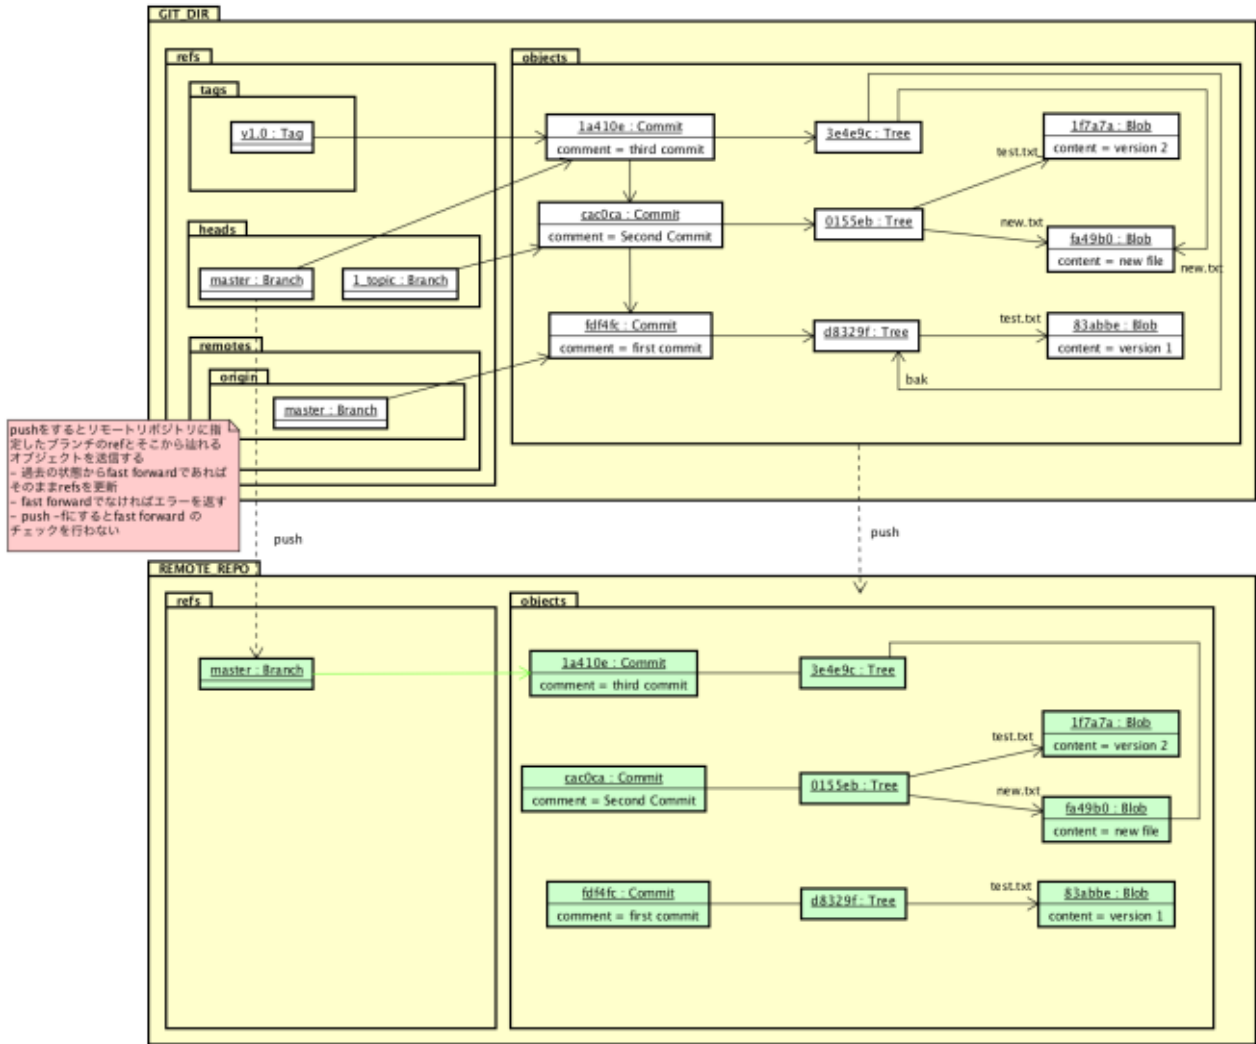 GIT_DIR
refs
tags
v1.0 : Tag
heads
master : Branch
1_topic : Branch
remotes
origin
master : Branch
objects
1a410e : Commit
comment = third commit
3e4e9c : Tree
1f7a7a : Blob
content = version 2
test.txt
cac0ca : Commit
comment = Second Commit
0155eb : Tree
new.txt
fa49b0 : Blob
content = new file
new.txt
fdf4fc : Commit
comment = first commit
d8329f : Tree
test.txt
83abbe : Blob
content = version 1
bak
pushをするとリモートリポジトリに指
定したブランチのrefとそこから辿れる
オブジェクトを送信する
- 過去の状態からfast forwardであれば
そのままrefsを更新
- fast forwardでなければエラーを返す
- push -fにするとfast forward の
チェックを行わない
push
push
REMOTE_REPO
refs
master : Branch
objects
1a410e : Commit
comment = third commit
3e4e9c : Tree
1f7a7a : Blob
content = version 2
test.txt
cac0ca : Commit
comment = Second Commit
0155eb : Tree
new.txt
fa49b0 : Blob
content = new file
fdf4fc : Commit
comment = first commit
d8329f : Tree
test.txt
83abbe : Blob
content = version 1